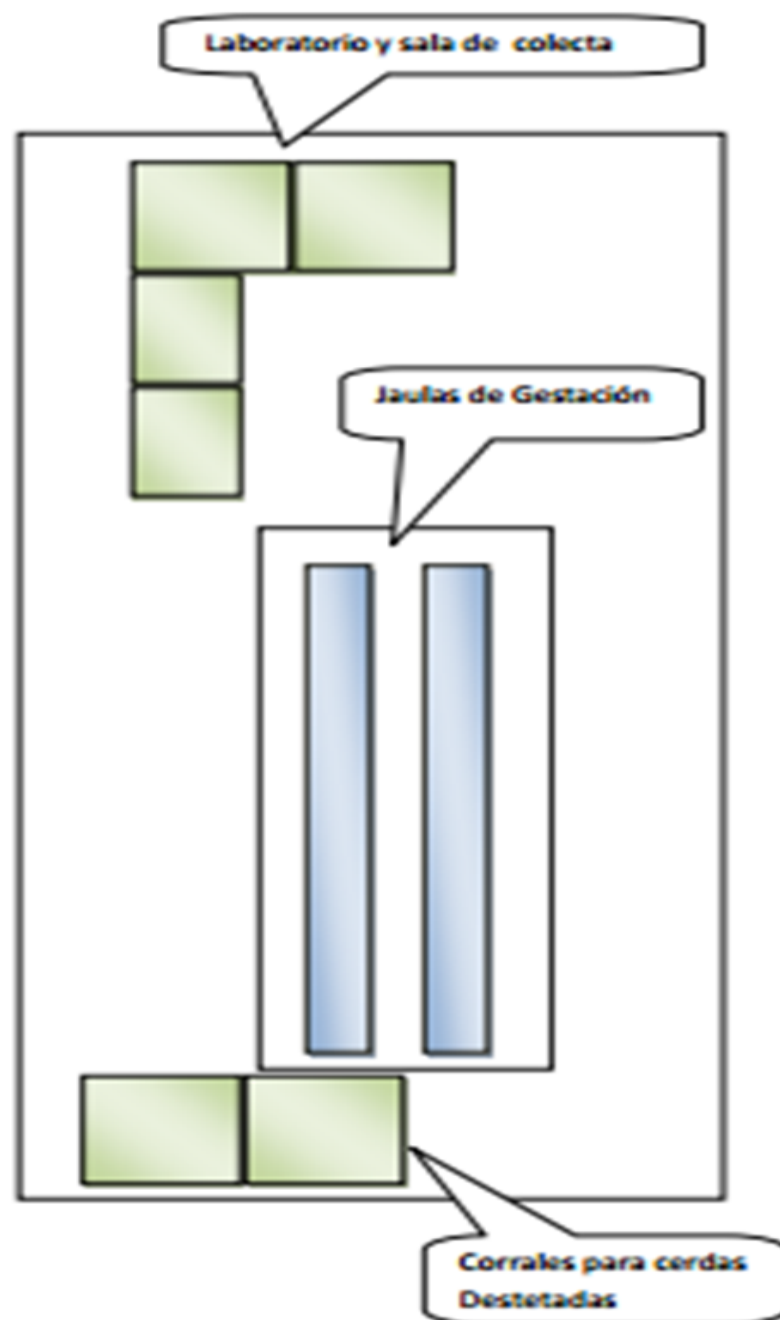 Laboratorio y sala de colecta
Jaulas de Gestación
Corrales para cerdas
Destetadas